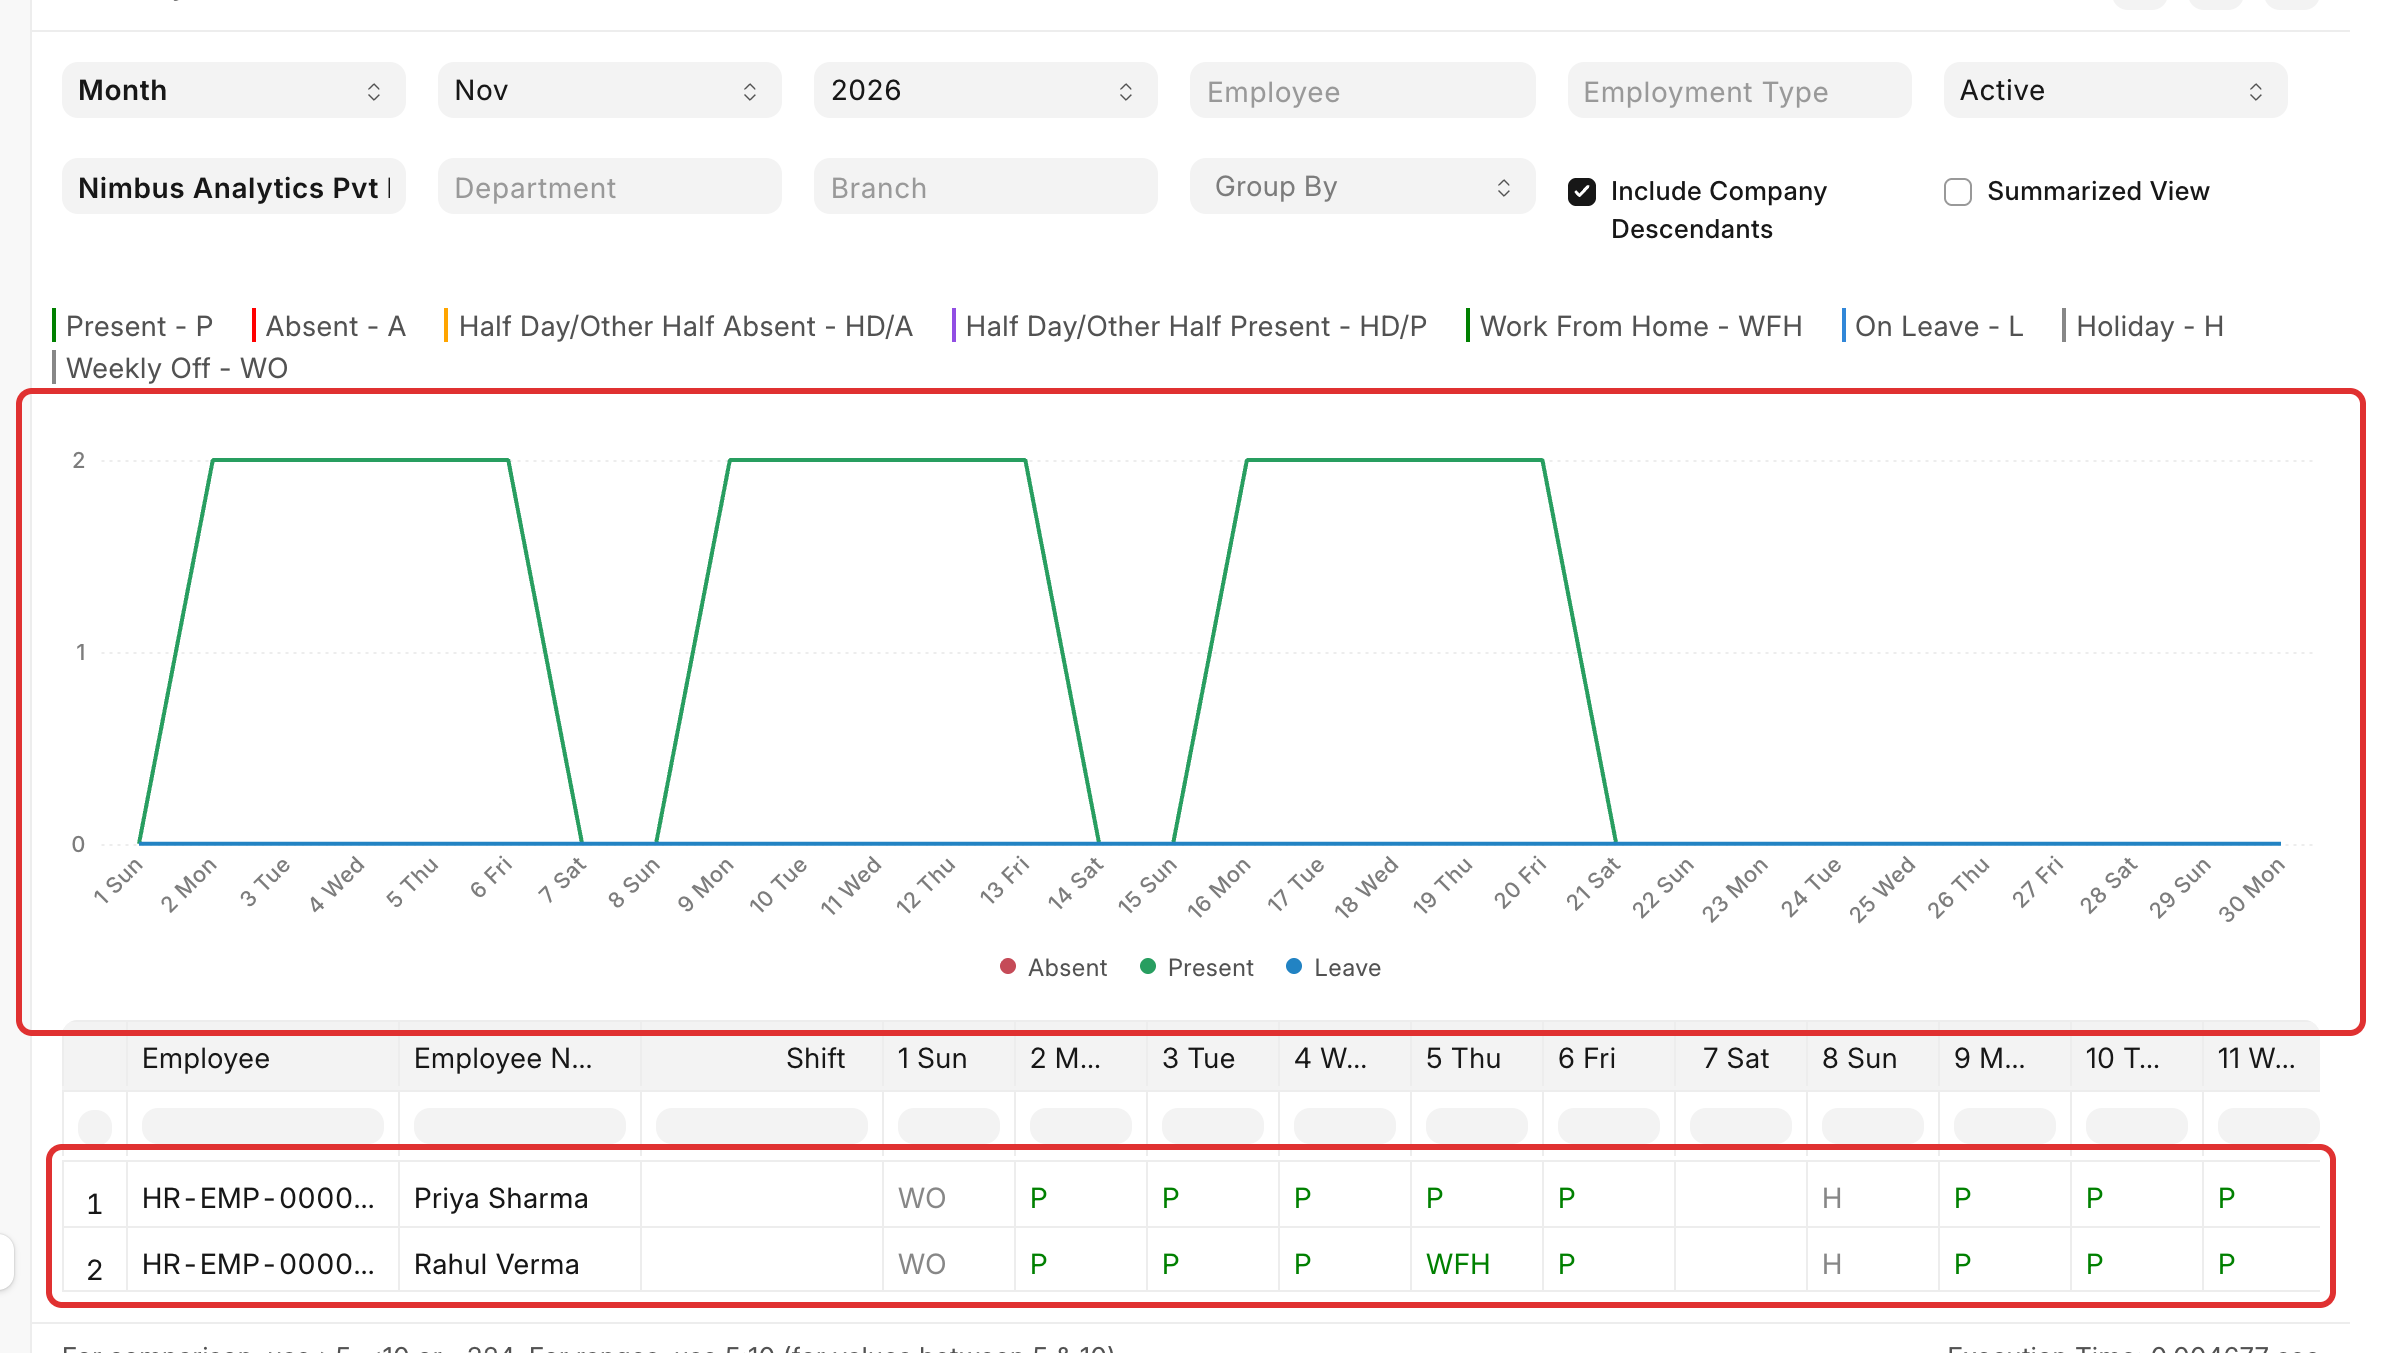 Month Nov 2026 Employee Employment Type Active
Nimbus Analytics Pvt Department Branch Group By Include Company Descendants Summarized View
Present - P Absent - A Half Day/Other Half Absent - HD/A Half Day/Other Half Present - HD/P Work From Home - WFH On Leave - L Holiday - H
Weekly Off - WO
2
1
0
1 Sun 2 Mon 3 Tue 4 Wed 5 Thu 6 Fri 7 Sat 8 Sun 9 Mon 10 Tue 11 Wed 12 Thu 13 Fri 14 Sat 15 Sun 16 Mon 17 Tue 18 Wed 19 Thu 20 Fri 21 Sat 22 Sun 23 Mon 24 Tue 25 Wed 26 Thu 27 Fri 28 Sat 29 Sun 30 Mon
Absent Present Leave
Employee Employee N... Shift 1 Sun 2 M... 3 Tue 4 W... 5 Thu 6 Fri 7 Sat 8 Sun 9 M... 10 T... 11 W...
1 HR-EMP-0000... Priya Sharma WO P P P P P H P P P
2 HR-EMP-0000... Rahul Verma WO P P P WFH P H P P P